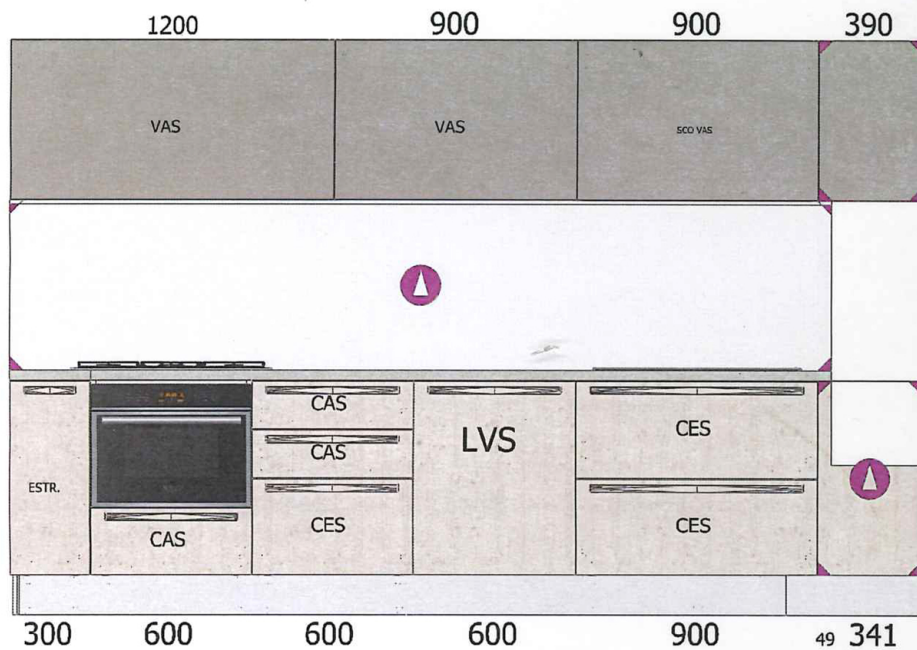 1200 900 900 390
VAS VAS SCO VAS
CAS
LVS CES
CAS
ESTR.
CAS CES CES
300 600 600 600 900 49 341